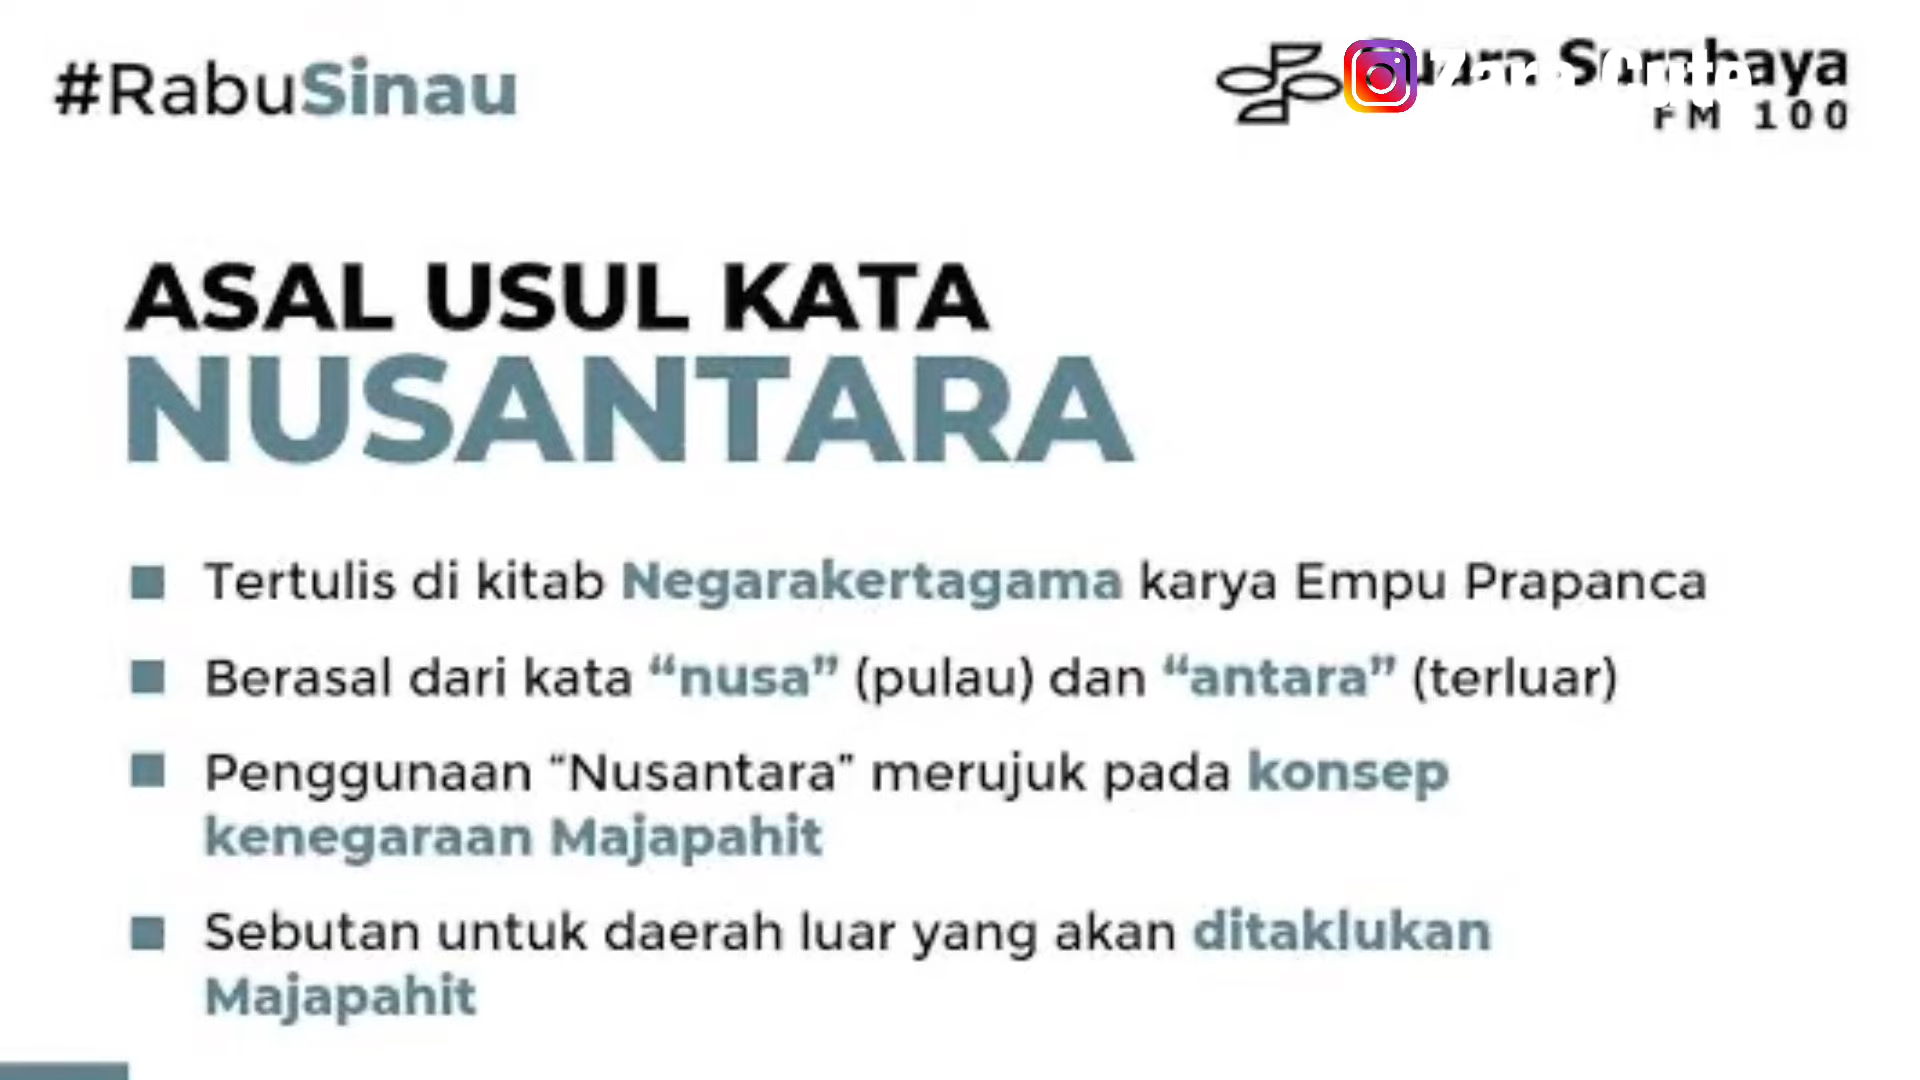 #RabuSinau
Surabaya
FM 100
ASAL USUL KATA
NUSANTARA
Tertulis di kitab Negarakertagama karya Empu Prapanca
Berasal dari kata “nusa” (pulau) dan “antara” (terluar)
Penggunaan “Nusantara” merujuk pada konsep
kenegaraan Majapahit
Sebutan untuk daerah luar yang akan ditaklukan
Majapahit